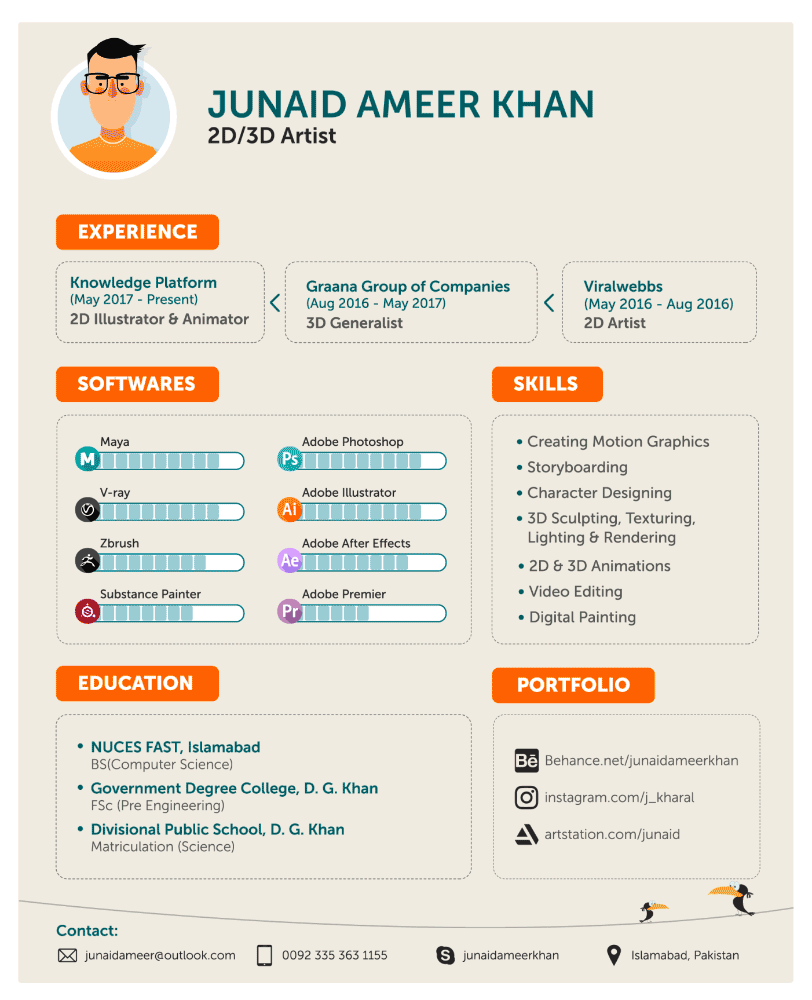 JUNAID AMEER KHAN
2D/3D Artist
EXPERIENCE
Knowledge Platform
(May 2017 - Present)
2D Illustrator & Animator
Graana Group of Companies
(Aug 2016 - May 2017)
3D Generalist
Viralwebbs
(May 2016 - Aug 2016)
2D Artist
SOFTWARES
Maya
M
V-ray
Zbrush
Substance Painter
Adobe Photoshop
Ps
Adobe Illustrator
Ai
Adobe After Effects
Ae
Adobe Premier
Pr
SKILLS
• Creating Motion Graphics
• Storyboarding
• Character Designing
• 3D Sculpting, Texturing,
Lighting & Rendering
• 2D & 3D Animations
• Video Editing
• Digital Painting
EDUCATION
• NUCES FAST, Islamabad
BS(Computer Science)
• Government Degree College, D. G. Khan
FSc (Pre Engineering)
• Divisional Public School, D. G. Khan
Matriculation (Science)
PORTFOLIO
Bē Behance.net/junaidameerkhan
instagram.com/j_kharal
artstation.com/junaid
Contact:
junaidameer@outlook.com
0092 335 363 1155
S junaidameerkhan
Islamabad, Pakistan